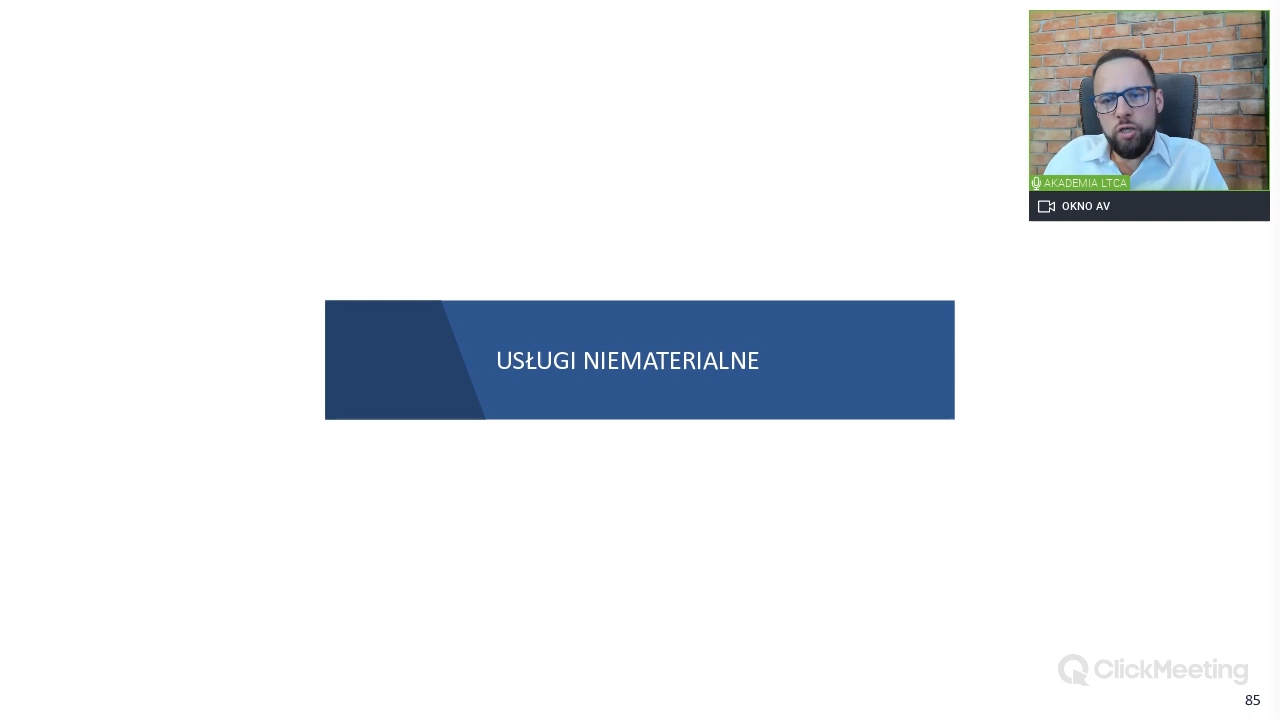 AKADEMIA LTCA
OKNO AV
USŁUGI NIEMATERIALNE
ClickMeeting
85